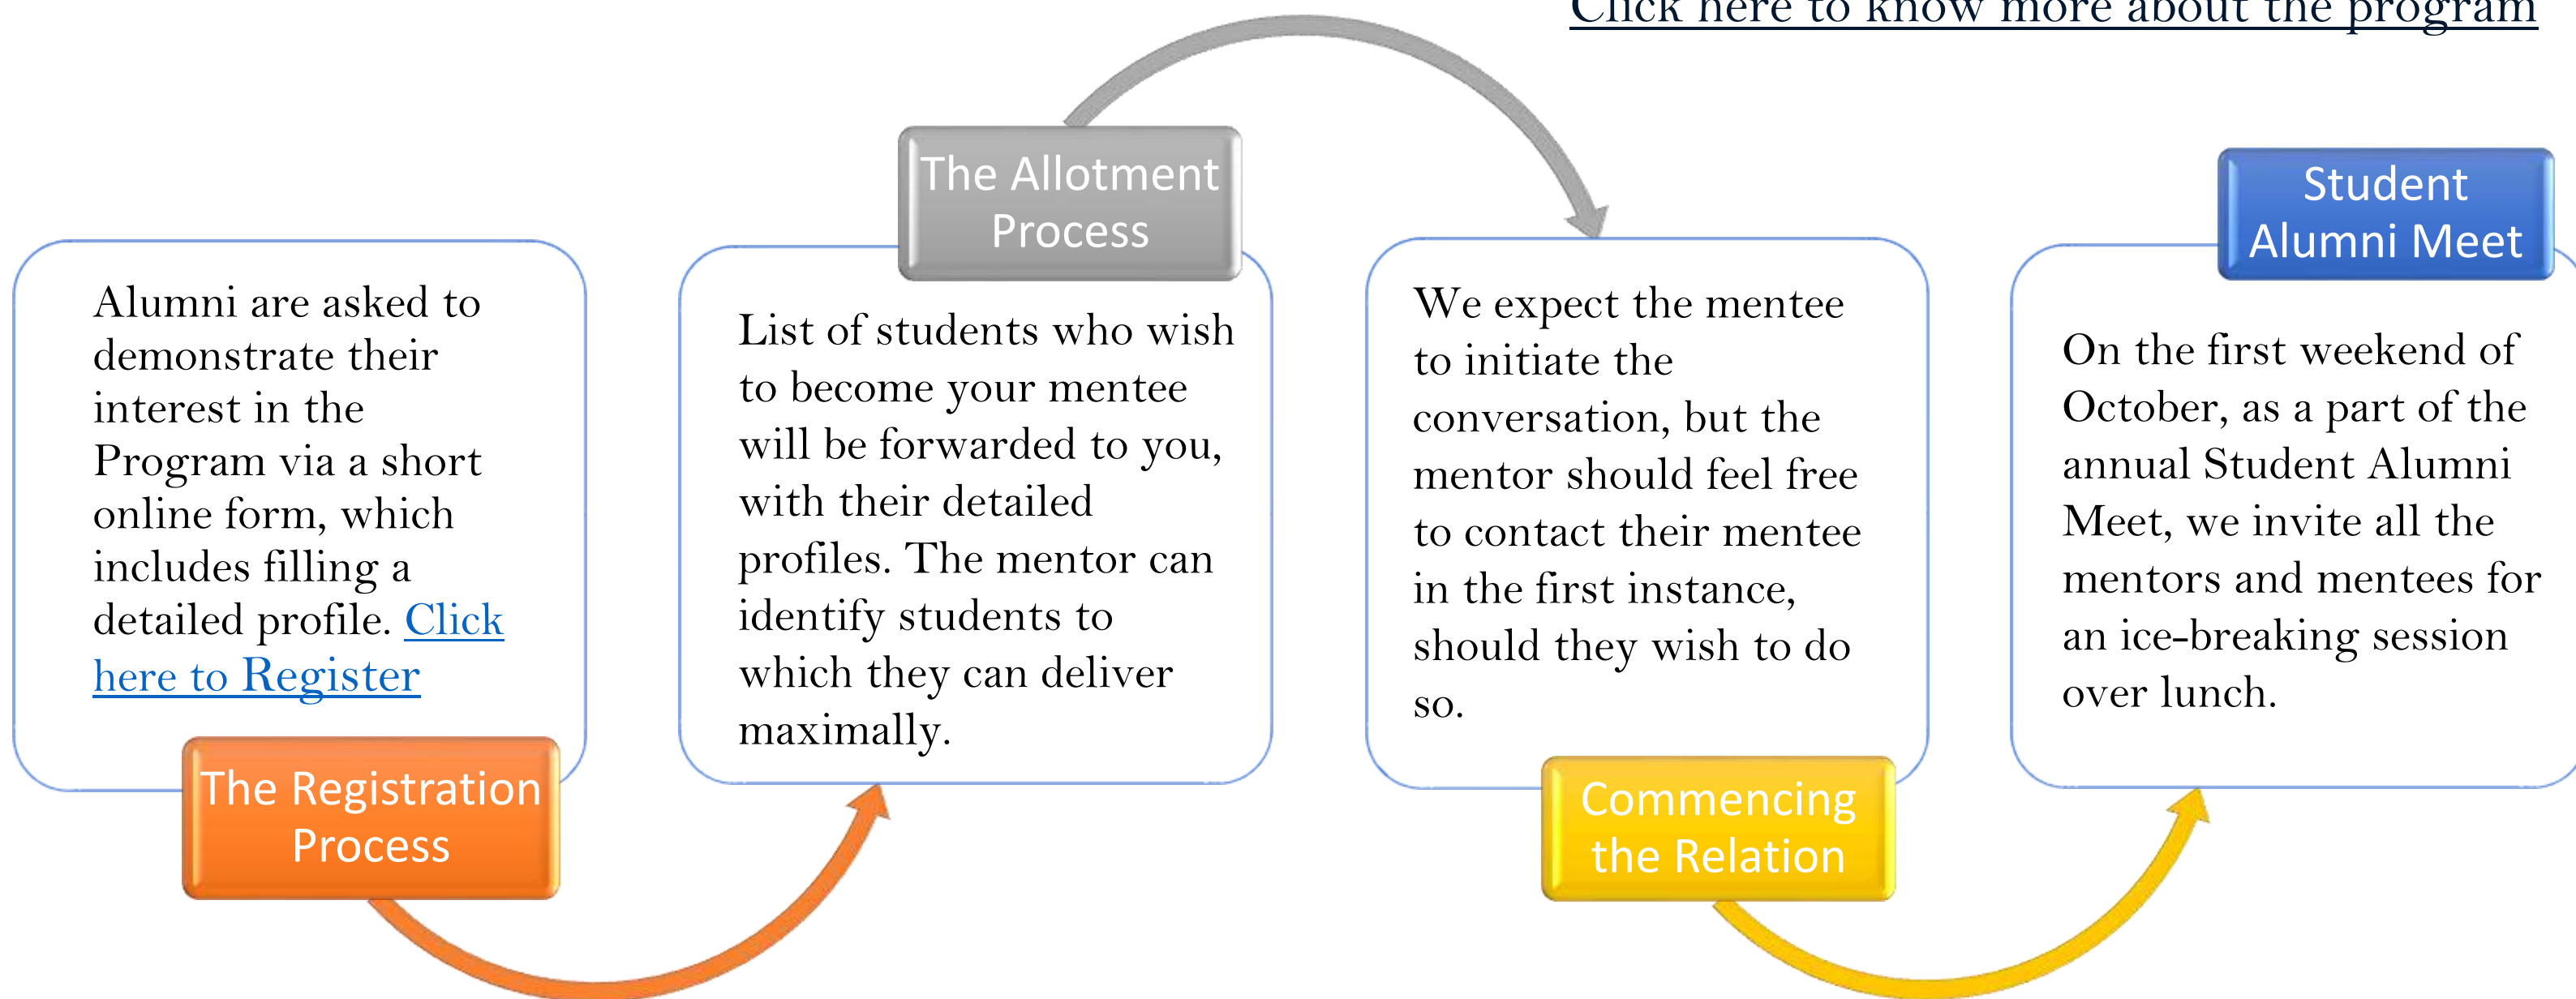 Click here to know more about the program
Alumni are asked to
demonstrate their
interest in the
Program via a short
online form, which
includes filling a
detailed profile. Click
here to Register
The Registration
Process
The Allotment
Process
List of students who wish
to become your mentee
will be forwarded to you,
with their detailed
profiles. The mentor can
identify students to
which they can deliver
maximally.
We expect the mentee
to initiate the
conversation, but the
mentor should feel free
to contact their mentee
in the first instance,
should they wish to do
so.
Commencing
the Relation
Student
Alumni Meet
On the first weekend of
October, as a part of the
annual Student Alumni
Meet, we invite all the
mentors and mentees for
an ice-breaking session
over lunch.